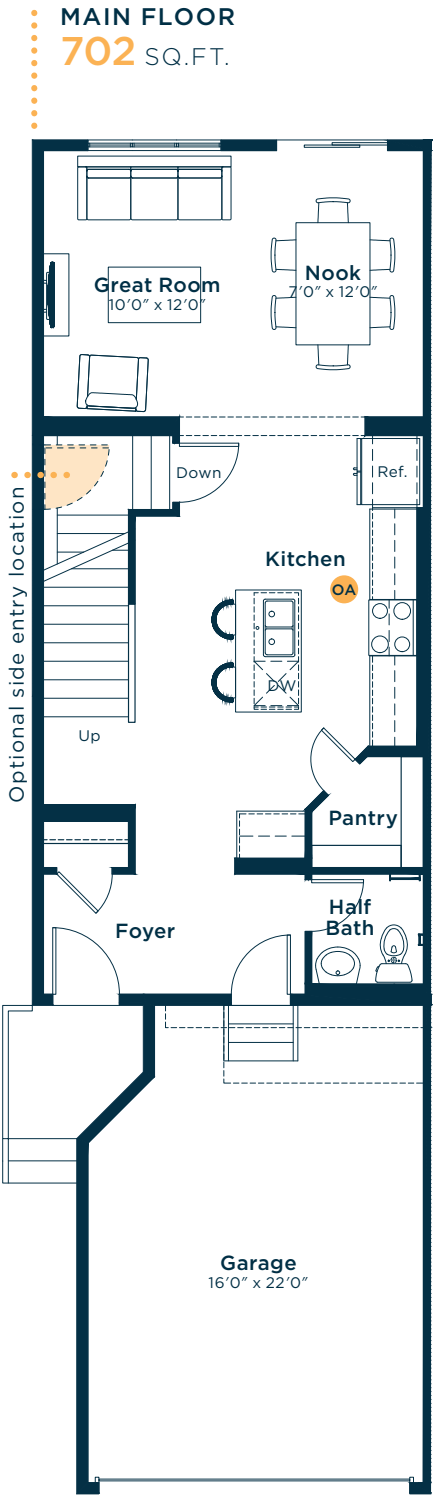 MAIN FLOOR
702 SQ.FT.
Great Room
10'0" x 12'0"
Nook
7'0" x 12'0"
Down
Ref.
Optional side entry location
Kitchen
OA
DW
Up
Pantry
Foyer
Half
Bath
Garage
16'0" x 22'0"